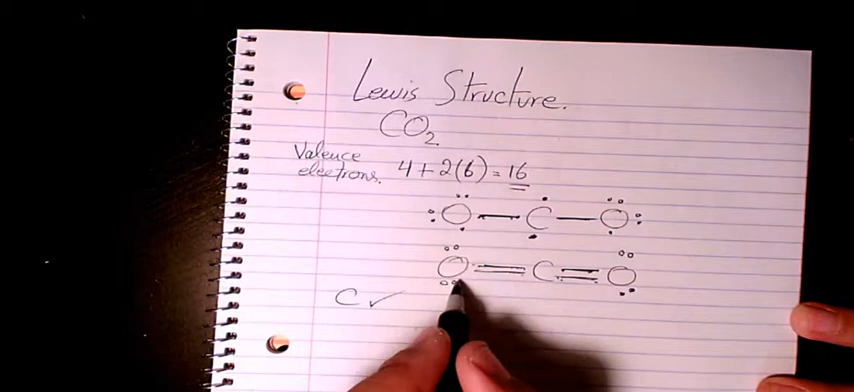 Lewis Structure.
CO2
Valence
electrons. 4 + 2(6) = 16
O — C — O
O = C = O
C ✓